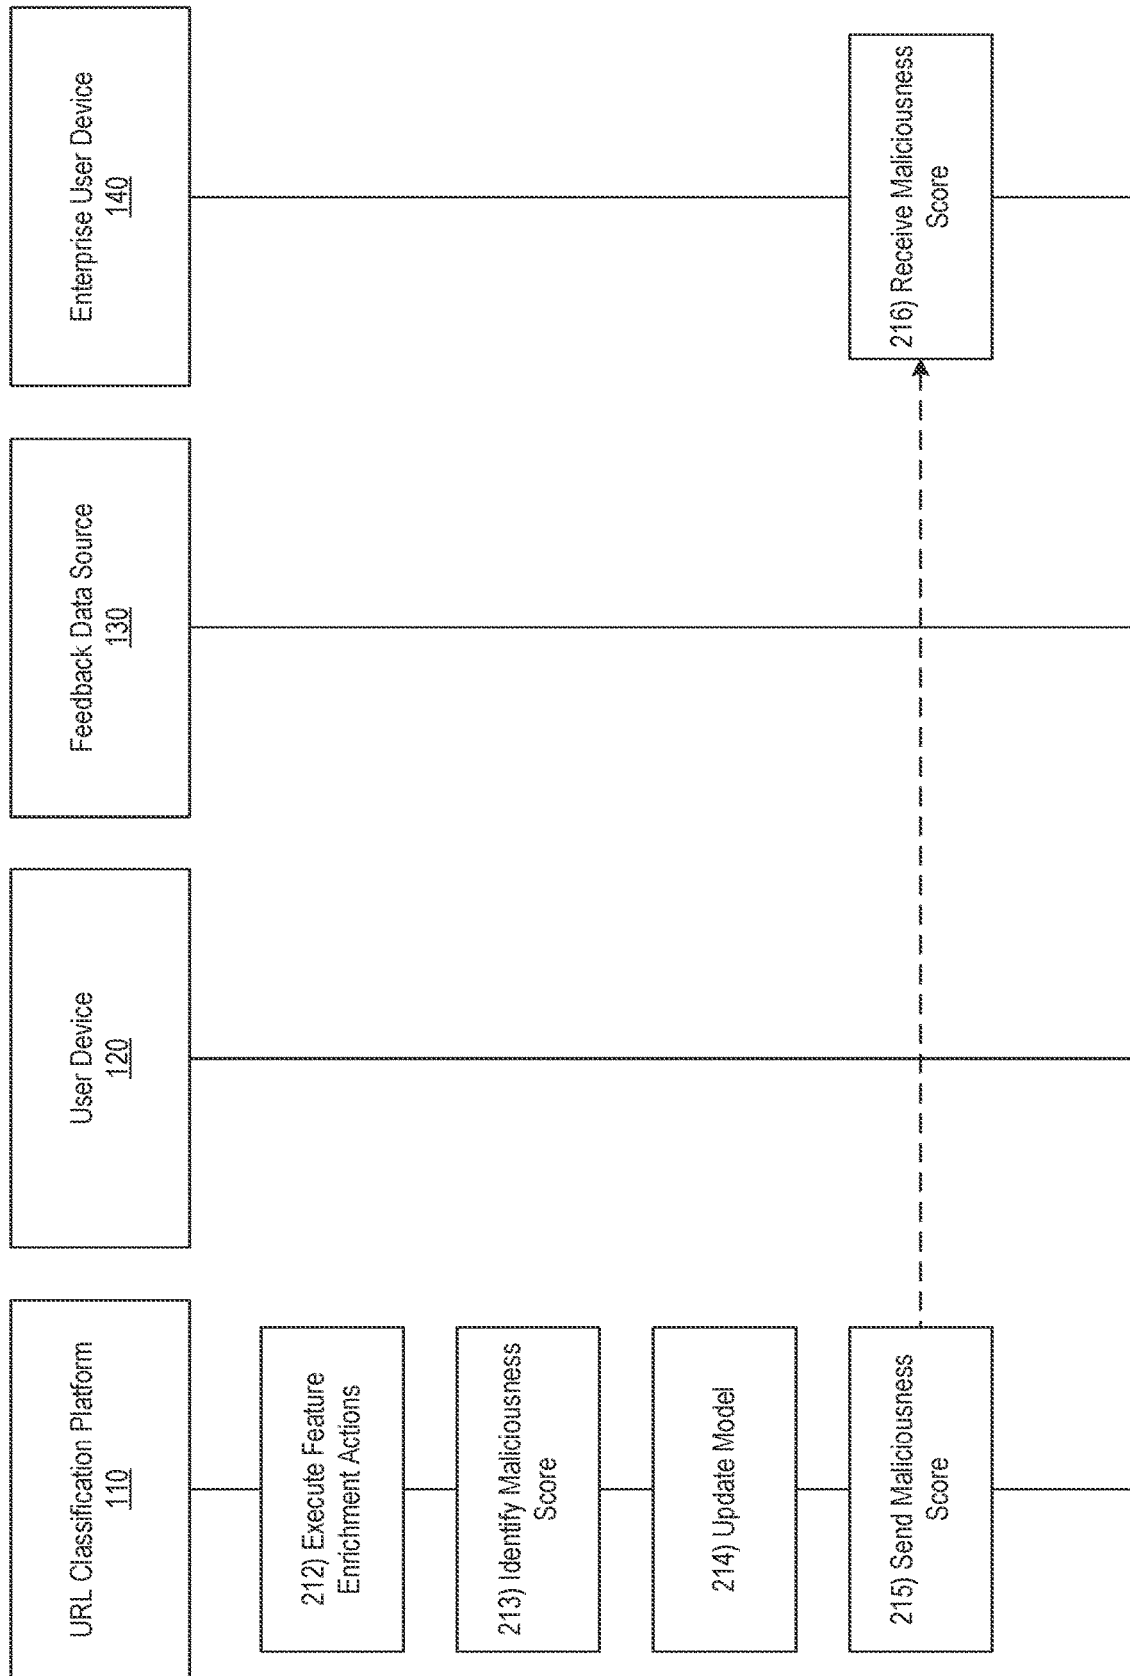 URL Classification Platform
110
User Device
120
Feedback Data Source
130
Enterprise User Device
140
212) Execute Feature
Enrichment Actions
213) Identify Maliciousness
Score
214) Update Model
215) Send Maliciousness
Score
216) Receive Maliciousness
Score